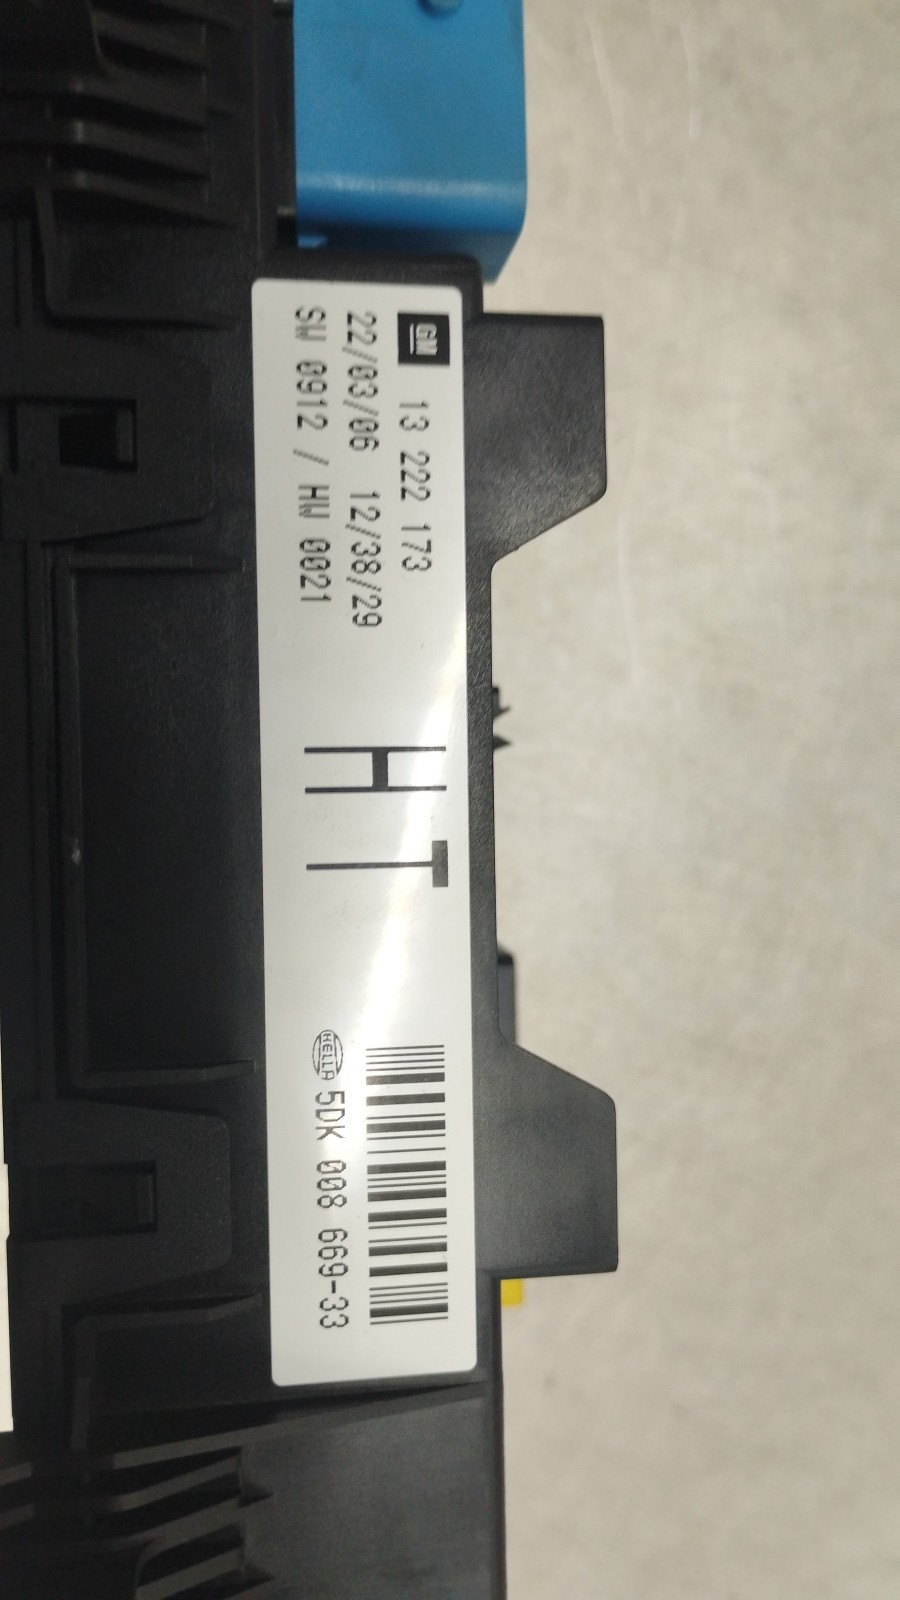 GM 13 222 173
22/03/06 12/38/29
SW 0912 / HW 0021
HT
HELLA 5DK 008 669-33